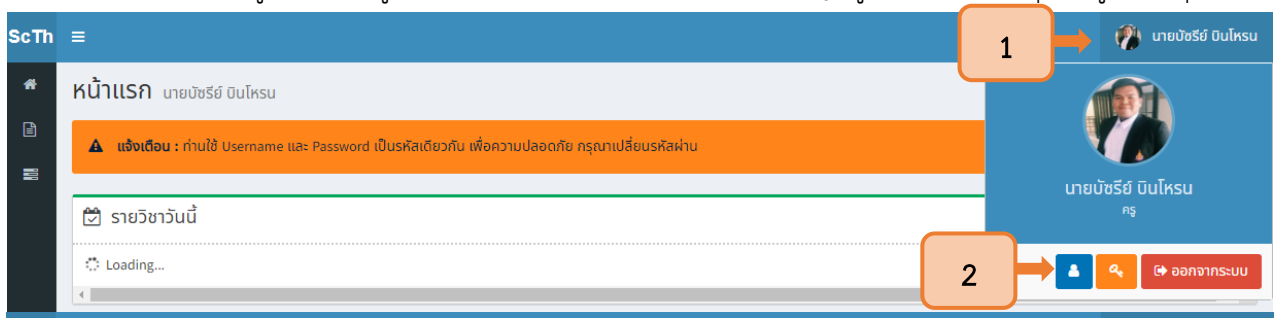 ScTh
นายบัซรีย์ บินโหรน
1
หน้าแรก นายบัซรีย์ บินโหรน
แจ้งเตือน : ท่านใช้ Username และ Password เป็นรหัสเดียวกัน เพื่อความปลอดภัย กรุณาเปลี่ยนรหัสผ่าน
นายบัซรีย์ บินโหรน
ครู
รายวิชาวันนี้
Loading...
2
ออกจากระบบ